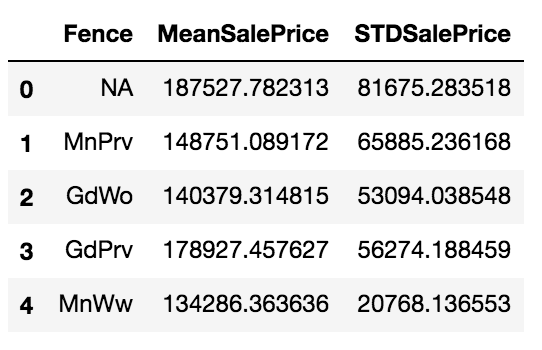 Fence MeanSalePrice STDSalePrice
0 NA 187527.782313 81675.283518
1 MnPrv 148751.089172 65885.236168
2 GdWo 140379.314815 53094.038548
3 GdPrv 178927.457627 56274.188459
4 MnWw 134286.363636 20768.136553